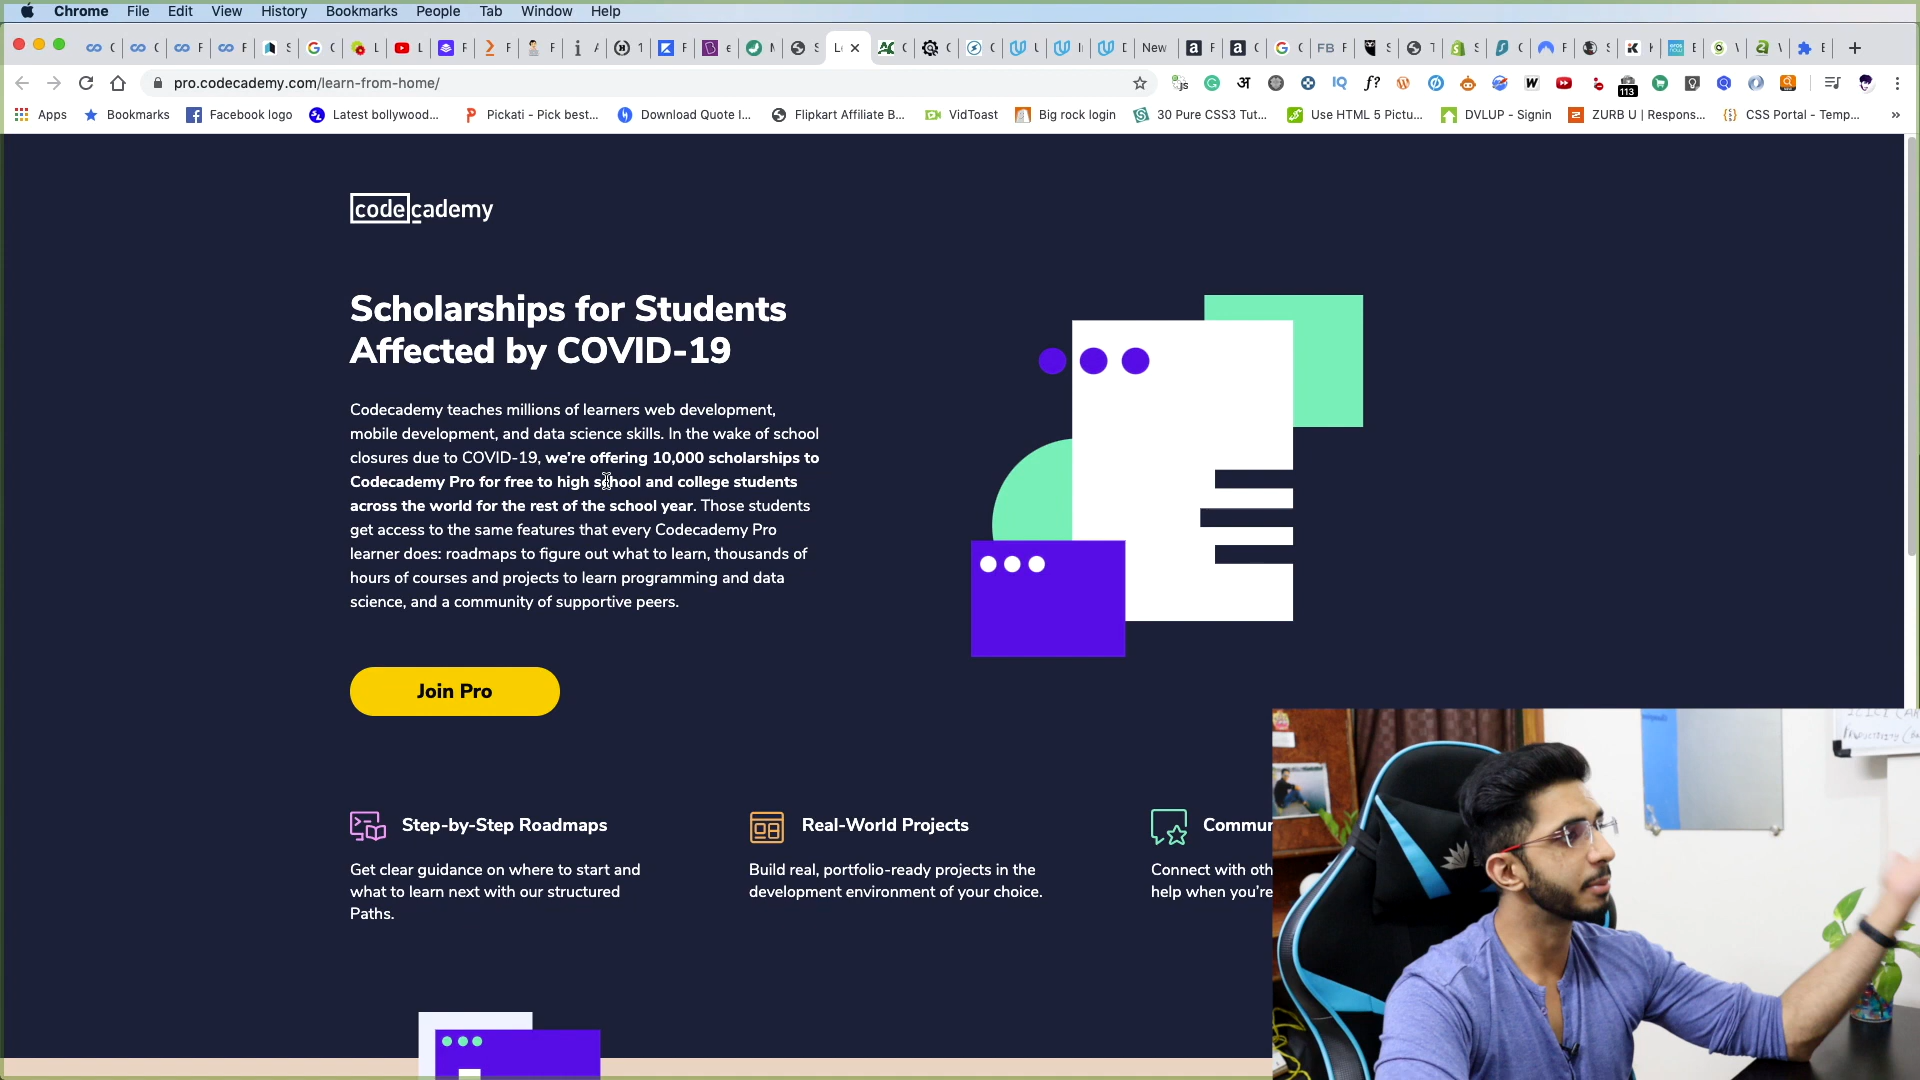 Chrome File Edit View History Bookmarks People Tab Window Help
New
pro.codecademy.com/learn-from-home/
113
Apps Bookmarks Facebook logo Latest bollywood... Pickati - Pick best... Download Quote I... Flipkart Affiliate B... VidToast Big rock login 30 Pure CSS3 Tut... Use HTML 5 Pictu... DVLUP - Signin ZURB U | Respons... CSS Portal - Temp... »
codecademy
Scholarships for Students
Affected by COVID-19
Codecademy teaches millions of learners web development,
mobile development, and data science skills. In the wake of school
closures due to COVID-19, we're offering 10,000 scholarships to
Codecademy Pro for free to high school and college students
across the world for the rest of the school year. Those students
get access to the same features that every Codecademy Pro
learner does: roadmaps to figure out what to learn, thousands of
hours of courses and projects to learn programming and data
science, and a community of supportive peers.
Join Pro
Step-by-Step Roadmaps
Get clear guidance on where to start and
what to learn next with our structured
Paths.
Real-World Projects
Build real, portfolio-ready projects in the
development environment of your choice.
Commun
Connect with oth
help when you're